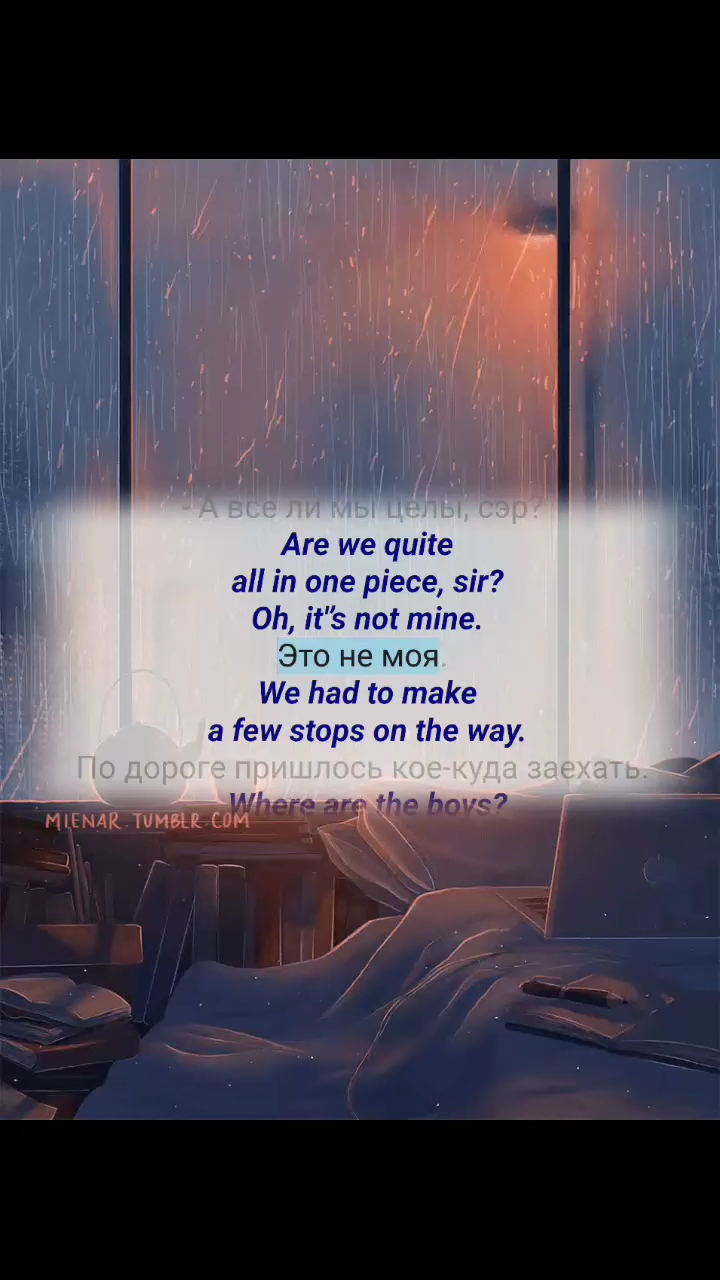 - А все ли мы целы, сэр?
Are we quite
all in one piece, sir?
Oh, it"s not mine.
Это не моя.
We had to make
a few stops on the way.
По дороге пришлось кое-куда заехать.
Where are the boys?
MIENAR.TUMBLR.COM